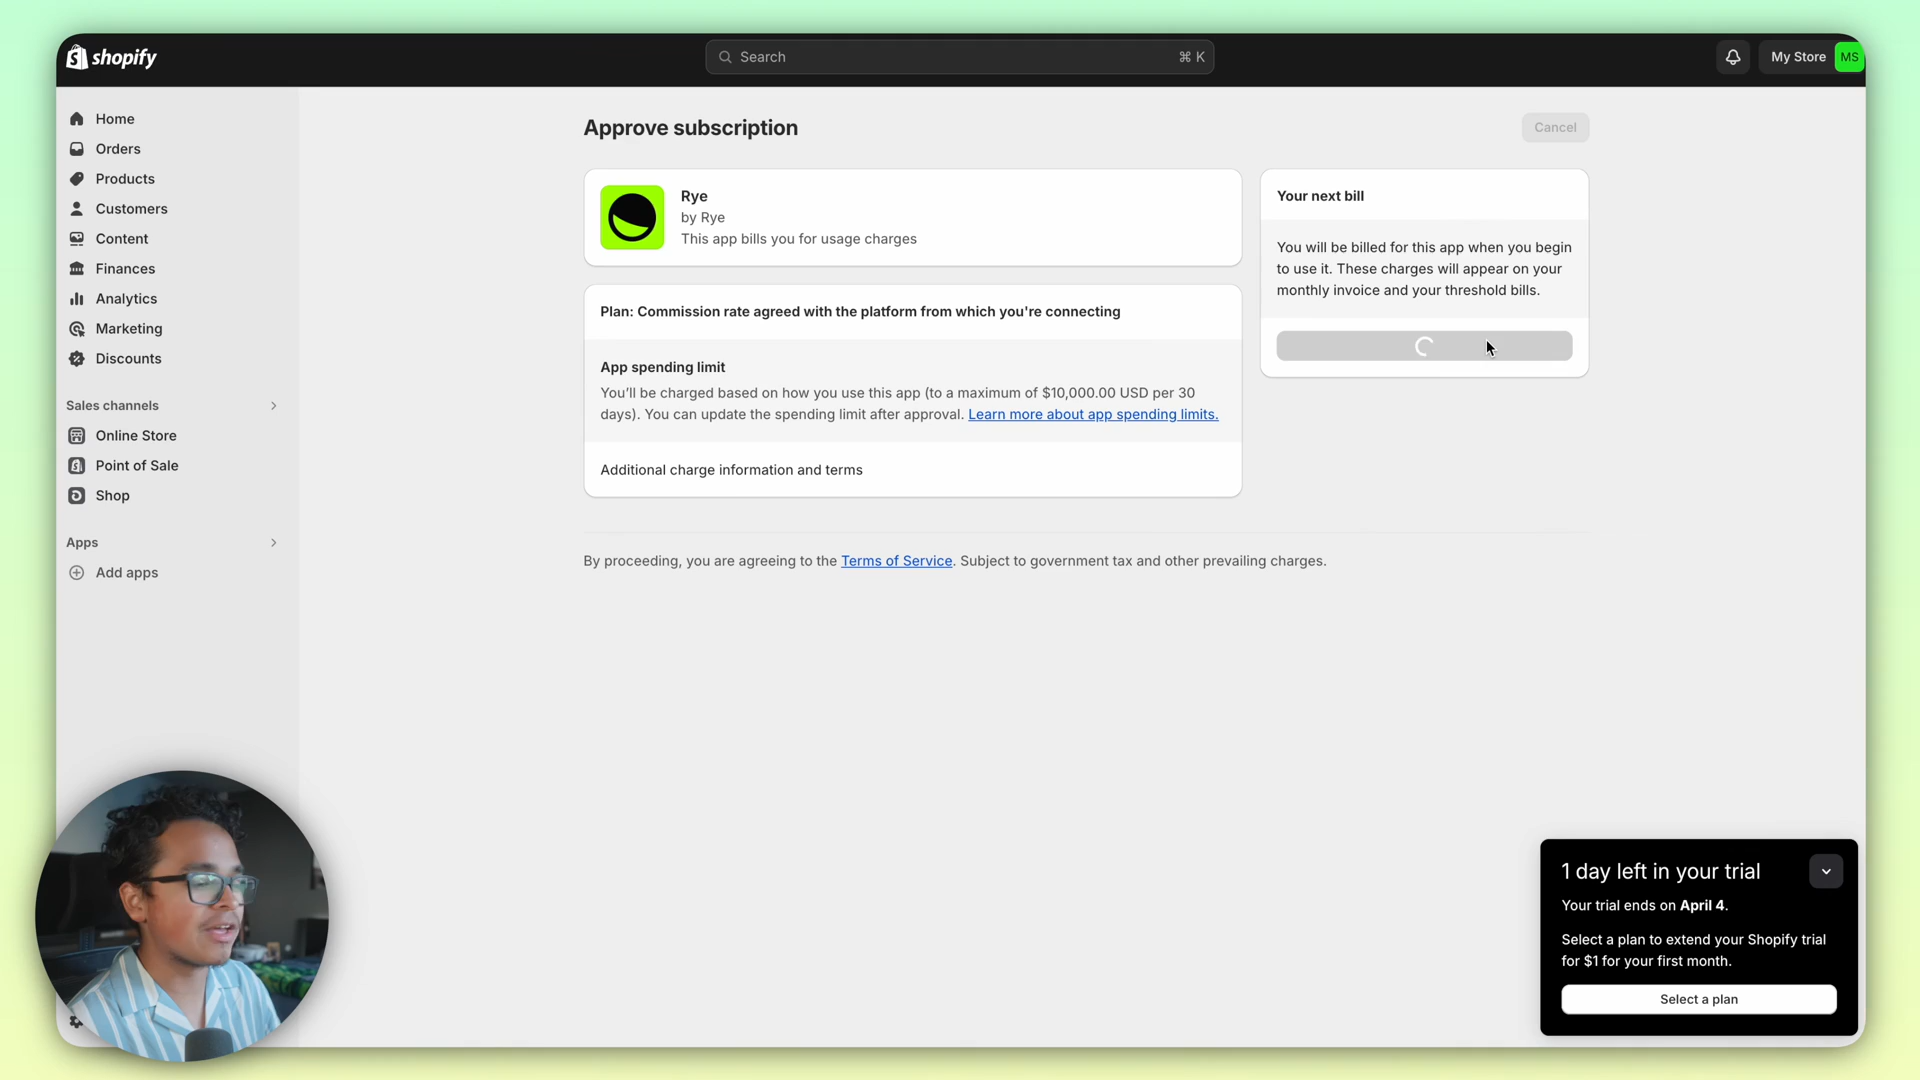 shopify
Search
⌘ K
My Store
MS
Home
Orders
Products
Customers
Content
Finances
Analytics
Marketing
Discounts
Sales channels
Online Store
Point of Sale
Shop
Apps
Add apps
Approve subscription
Cancel
Rye
by Rye
This app bills you for usage charges
Plan: Commission rate agreed with the platform from which you're connecting
App spending limit
You’ll be charged based on how you use this app (to a maximum of $10,000.00 USD per 30
days). You can update the spending limit after approval. Learn more about app spending limits.
Additional charge information and terms
Your next bill
You will be billed for this app when you begin
to use it. These charges will appear on your
monthly invoice and your threshold bills.
By proceeding, you are agreeing to the Terms of Service. Subject to government tax and other prevailing charges.
1 day left in your trial
Your trial ends on April 4.
Select a plan to extend your Shopify trial
for $1 for your first month.
Select a plan